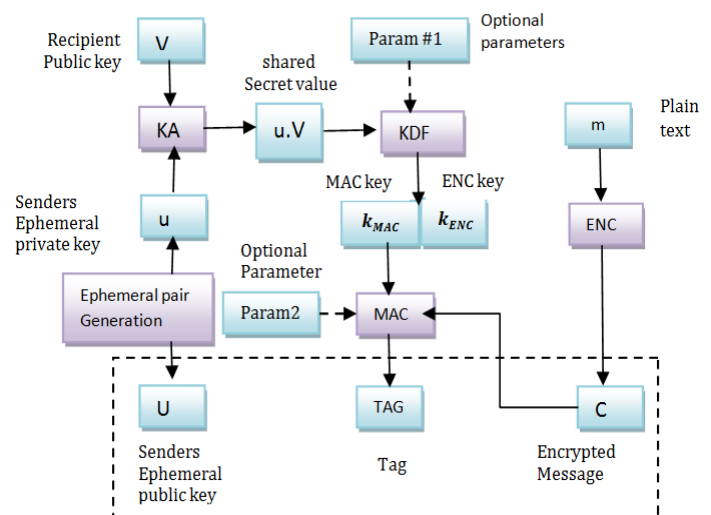 Recipient
Public key
V
shared
Secret value
Param #1
Optional
parameters
KA
u.V
KDF
m
Plain
text
Senders
Ephemeral
private key
u
MAC key
ENC key
k_MAC
k_ENC
ENC
Optional
Parameter
Ephemeral pair
Generation
Param2
MAC
U
TAG
C
Senders
Ephemeral
public key
Tag
Encrypted
Message